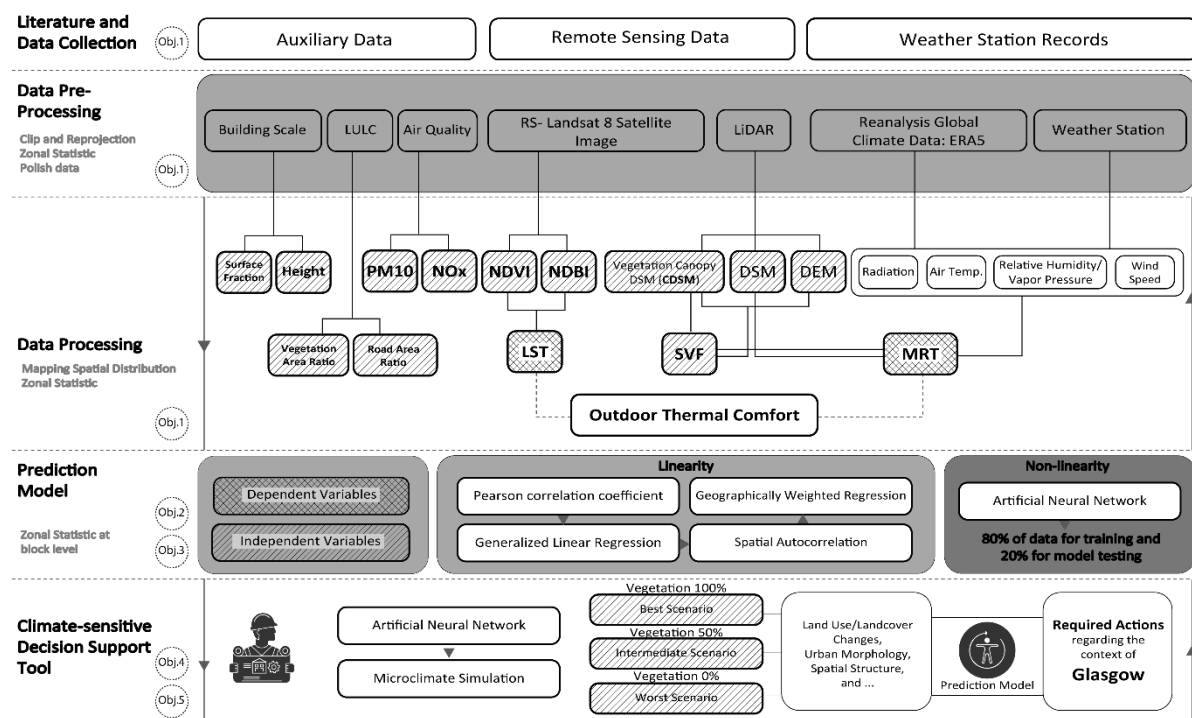 Literature and
Data Collection
Obj.1
Auxiliary Data
Remote Sensing Data
Weather Station Records
Data Pre-
Processing
Clip and Reprojection
Zonal Statistic
Polish data
Obj.1
Building Scale
LULC
Air Quality
RS- Landsat 8 Satellite
Image
LiDAR
Reanalysis Global
Climate Data: ERA5
Weather Station
Surface
Fraction
Height
PM10
NOx
NDVI
NDBI
Vegetation Canopy
DSM (CDSM)
DSM
DEM
Radiation
Air Temp.
Relative Humidity/
Vapor Pressure
Wind
Speed
Data Processing
Mapping Spatial Distribution
Zonal Statistic
Obj.1
Vegetation
Area Ratio
Road Area
Ratio
LST
SVF
MRT
Outdoor Thermal Comfort
Prediction
Model
Zonal Statistic at
block level
Obj.2
Obj.3
Dependent Variables
Independent Variables
Linearity
Pearson correlation coefficient
Geographically Weighted Regression
Generalized Linear Regression
Spatial Autocorrelation
Non-linearity
Artificial Neural Network
80% of data for training and
20% for model testing
Climate-sensitive
Decision Support
Tool
Obj.4
Obj.5
Artificial Neural Network
Microclimate Simulation
Vegetation 100%
Best Scenario
Vegetation 50%
Intermediate Scenario
Vegetation 0%
Worst Scenario
Land Use/Landcover
Changes,
Urban Morphology,
Spatial Structure,
and ...
Prediction Model
Required Actions
regarding the
context of
Glasgow